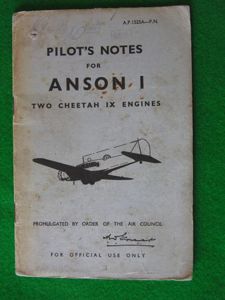 A.P.1525A—P.N.
PILOT'S NOTES
FOR
ANSON I
TWO CHEETAH IX ENGINES
PROMULGATED BY ORDER OF THE AIR COUNCIL
FOR OFFICIAL USE ONLY